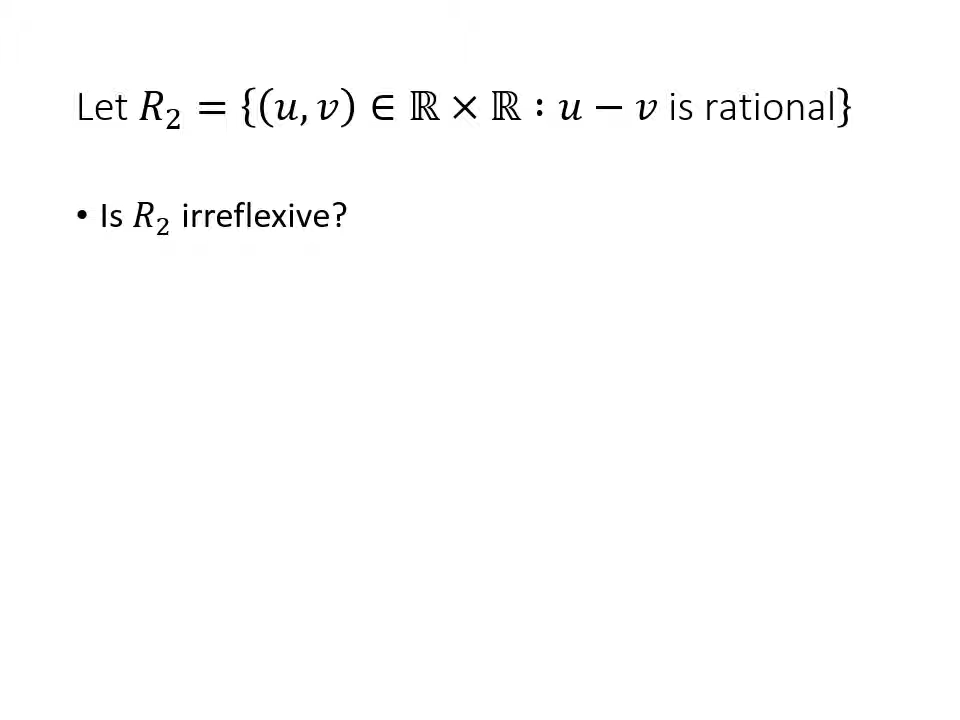 Let 𝑅₂ = {(𝑢, 𝑣) ∈ ℝ × ℝ ∶ 𝑢 − 𝑣 is rational}
• Is 𝑅₂ irreflexive?